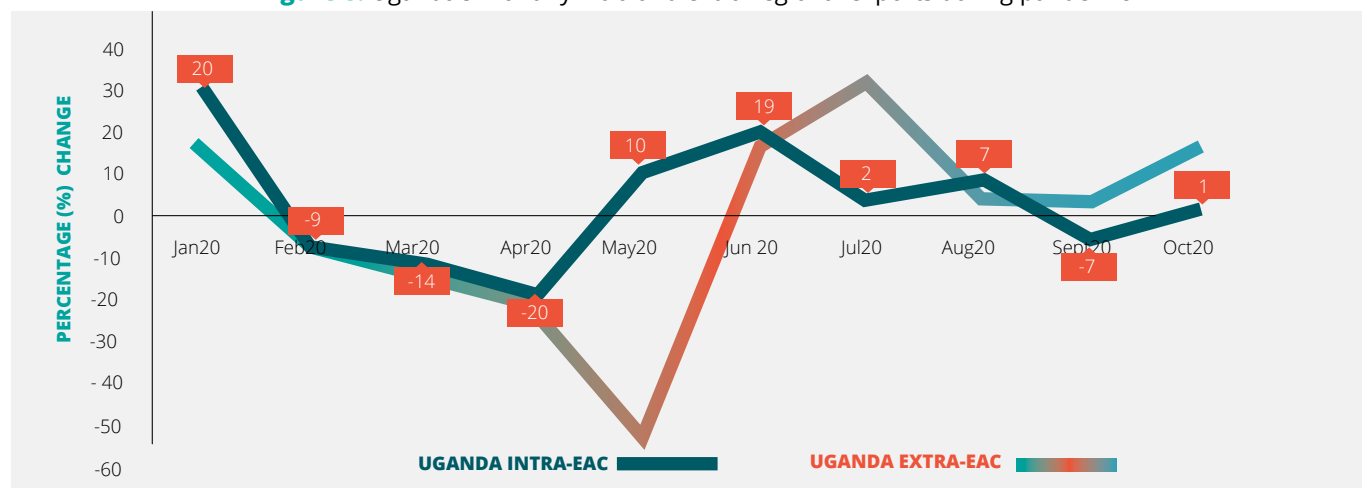 40
30
20
10
0
-10
-20
-30
- 40
-50
-60
PERCENTAGE (%) CHANGE
20
-9
-14
-20
10
19
2
7
-7
1
Jan20
Feb20
Mar20
Apr20
May20
Jun 20
Jul20
Aug20
Sept20
Oct20
UGANDA INTRA-EAC
UGANDA EXTRA-EAC